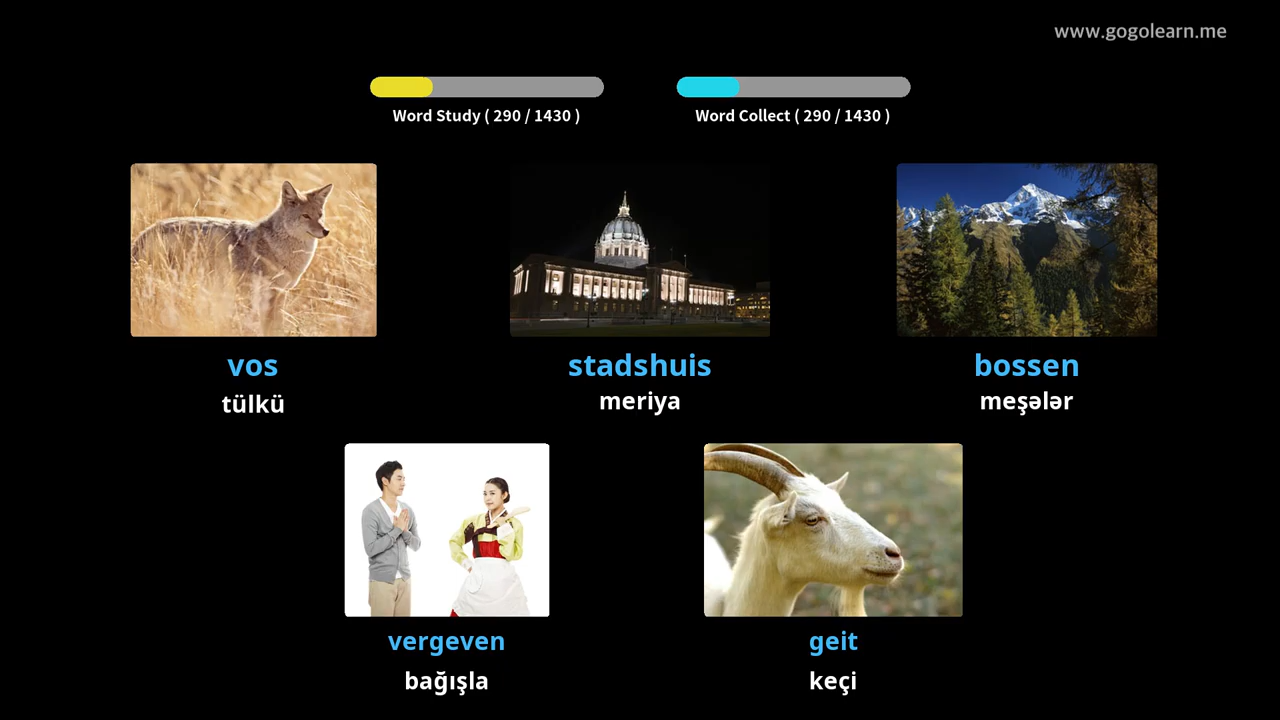 www.gogolearn.me
Word Study ( 290 / 1430 )
Word Collect ( 290 / 1430 )
vos
tülkü
stadshuis
meriya
bossen
meşələr
vergeven
bağışla
geit
keçi